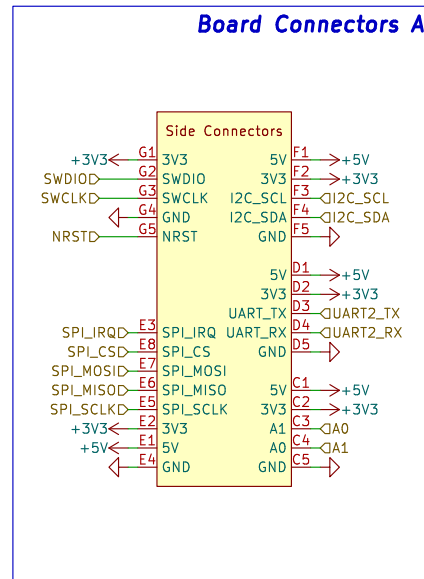 Board Connectors A
Side Connectors
+3V3 G1 3V3 5V F1 +5V
SWDIO G2 SWDIO 3V3 F2 +3V3
SWCLK G3 SWCLK I2C_SCL F3 I2C_SCL
G4 GND I2C_SDA F4 I2C_SDA
NRST G5 NRST GND F5
5V D1 +5V
3V3 D2 +3V3
UART_TX D3 UART2_TX
SPI_IRQ E3 SPI_IRQ UART_RX D4 UART2_RX
SPI_CS E8 SPI_CS GND D5
SPI_MOSI E7 SPI_MOSI
SPI_MISO E6 SPI_MISO 5V C1 +5V
SPI_SCLK E5 SPI_SCLK 3V3 C2 +3V3
+3V3 E2 3V3 A1 C3 A0
+5V E1 5V A0 C4 A1
E4 GND GND C5